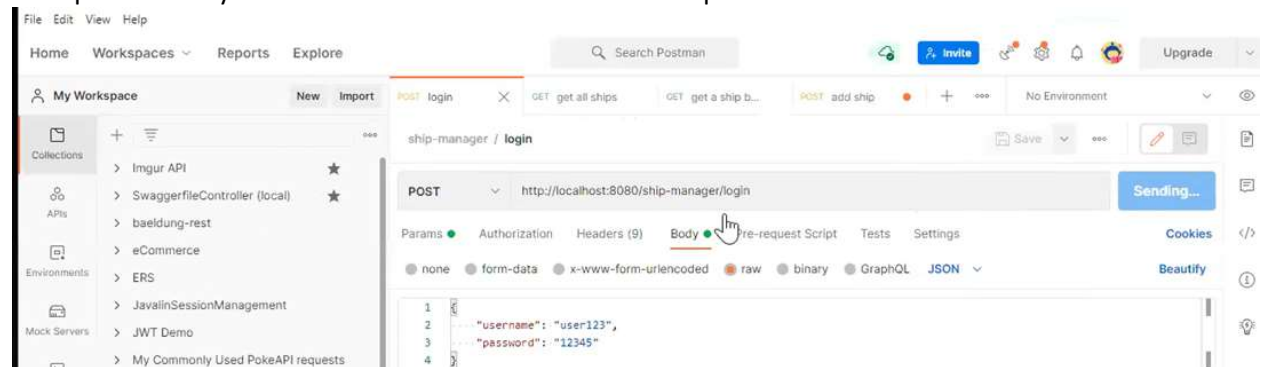 File Edit View Help
Home Workspaces Reports Explore Search Postman Invite Upgrade
My Workspace New Import POST login GET get all ships GET get a ship b... POST add ship No Environment
Collections
ship-manager / login Save
Imgur API
SwaggerfileController (local)
POST http://localhost:8080/ship-manager/login Sending...
APIs
baeldung-rest
Params Authorization Headers (9) Body Pre-request Script Tests Settings Cookies
eCommerce
Environments
ERS
none form-data x-www-form-urlencoded raw binary GraphQL JSON Beautify
JavalinSessionManagement
1 {
Mock Servers
JWT Demo
2 "username": "user123",
3 "password": "12345"
My Commonly Used PokeAPI requests
4 }